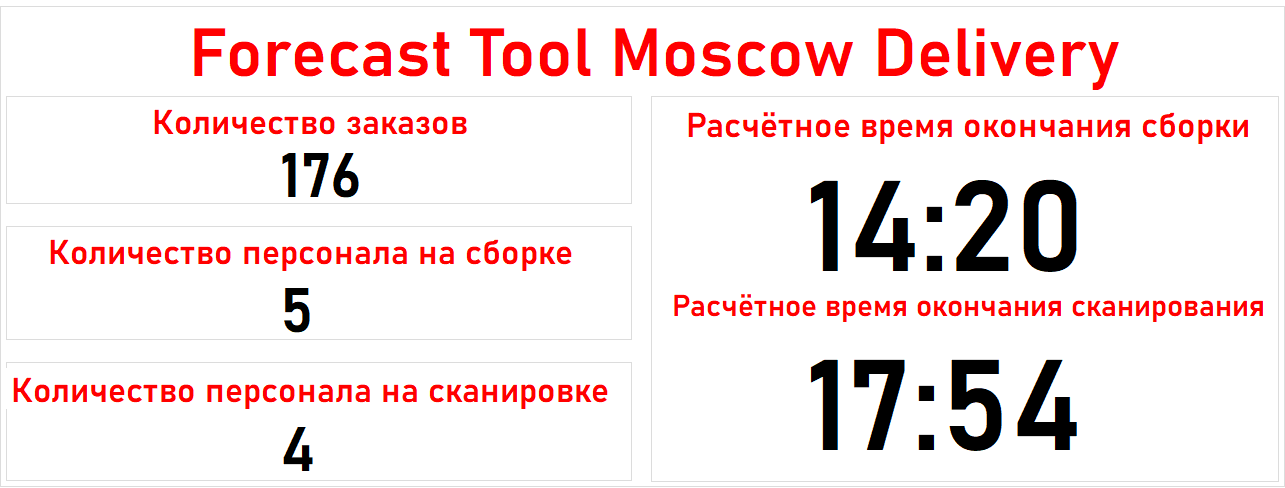 Forecast Tool Moscow Delivery
Количество заказов
176
Количество персонала на сборке
5
Количество персонала на сканировке
4
Расчётное время окончания сборки
14:20
Расчётное время окончания сканирования
17:54